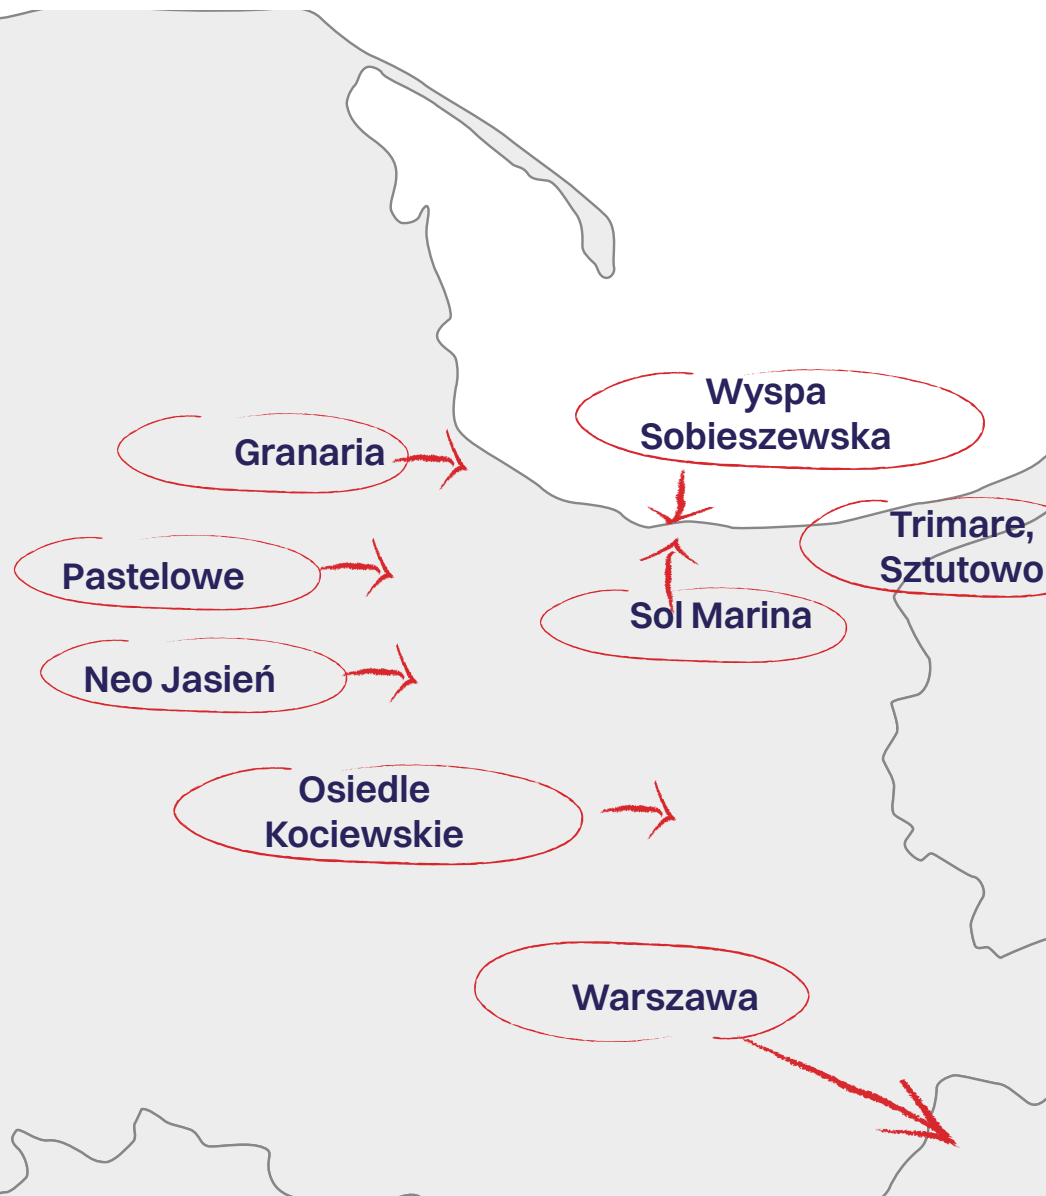 Wyspa
Sobieszewska
Granaria
Trimare,
Sztutowo
Pastelowe
Sol Marina
Neo Jasień
Osiedle
Kociewskie
Warszawa